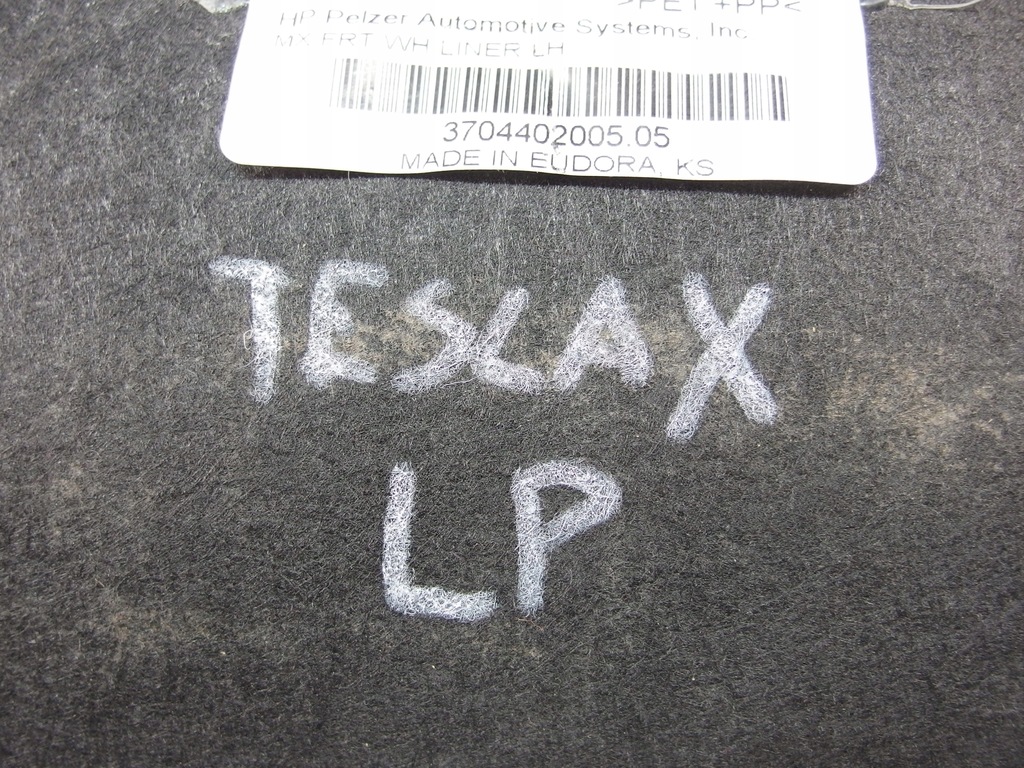 >PET+PP<
HP Pelzer Automotive Systems, Inc.
MX FRT WH LINER LH
3704402005.05
MADE IN EUDORA, KS
TESLA X
LP